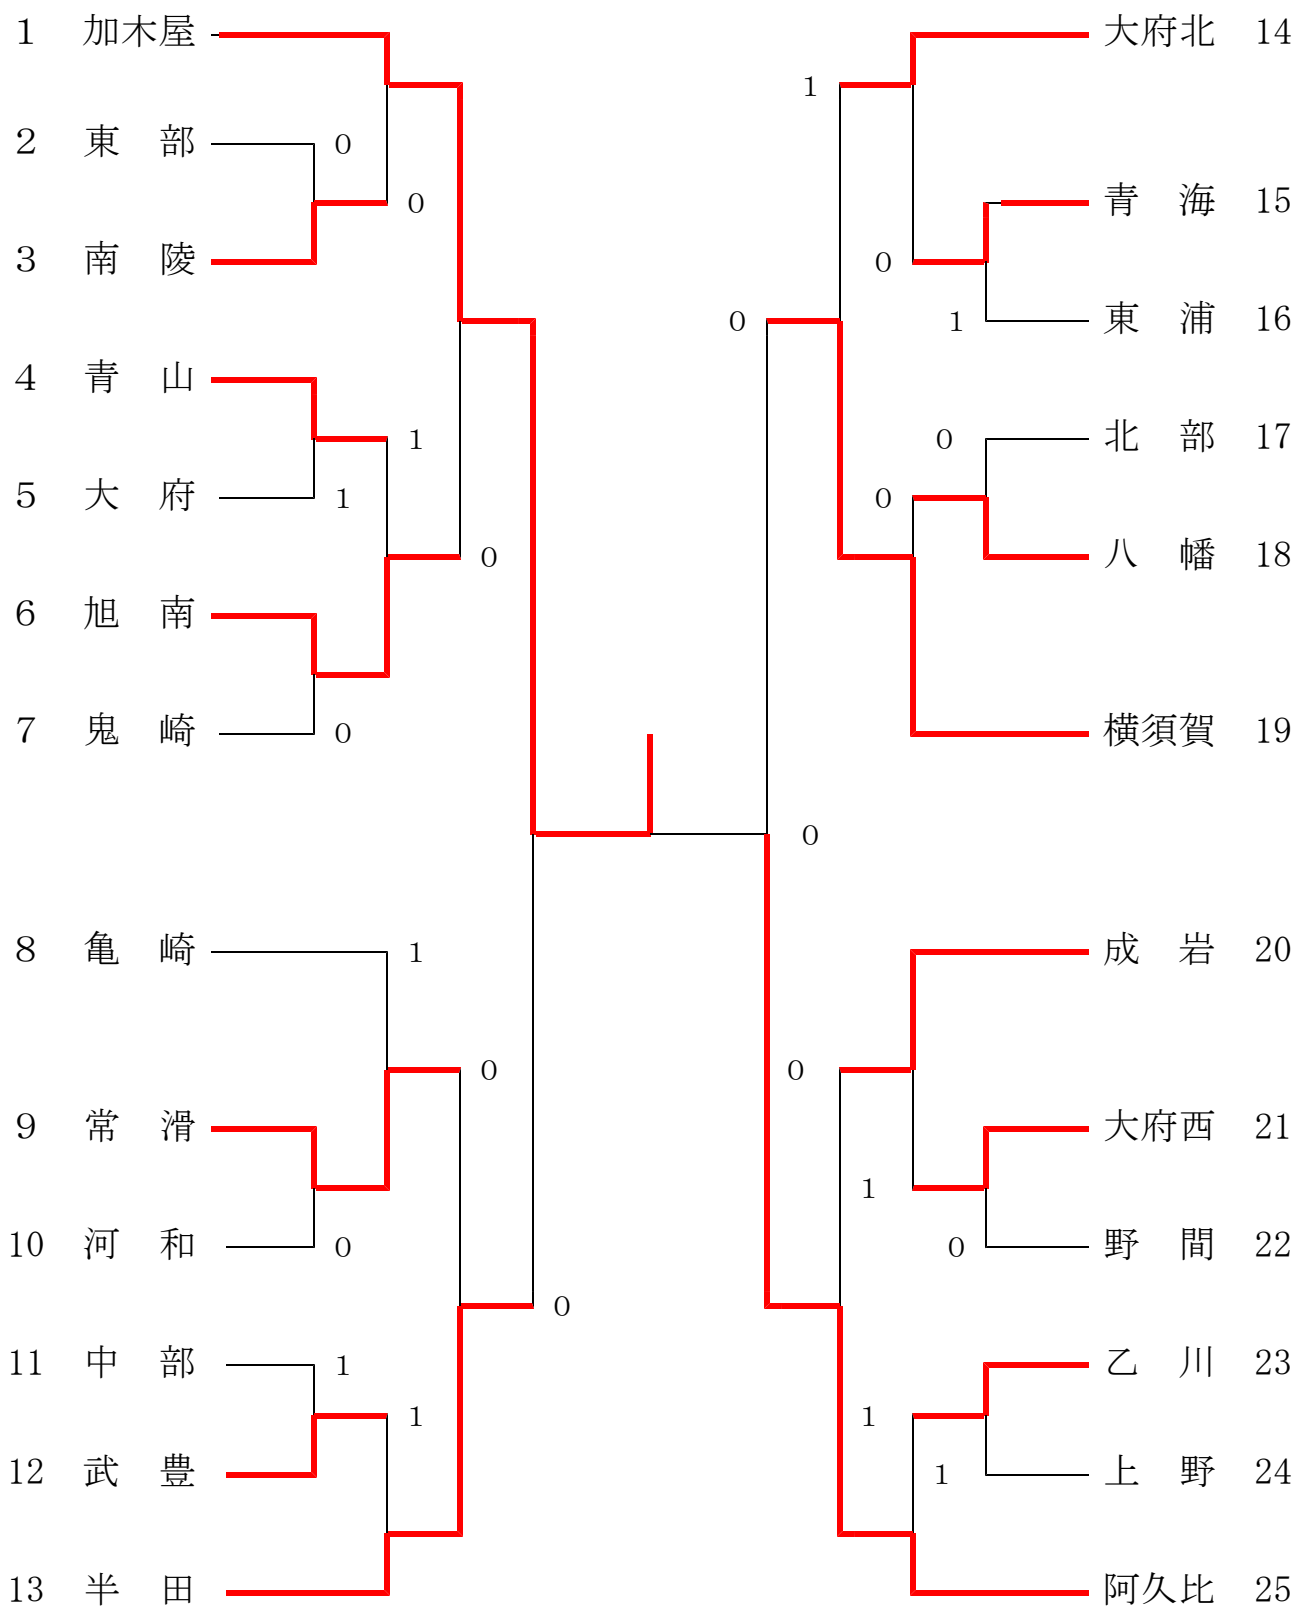 1 加木屋 大府北 14
1
2 東 部 0
0 青 海 15
3 南 陵 0
0 1 東 浦 16
4 青 山
1 0 北 部 17
5 大 府 1 0
0 八 幡 18
6 旭 南
7 鬼 崎 0 横須賀 19
0
8 亀 崎 1 成 岩 20
0 0
9 常 滑 大府西 21
1
10 河 和 0 0 野 間 22
0
11 中 部 1 乙 川 23
1 1
12 武 豊 1 上 野 24
13 半 田 阿久比 25